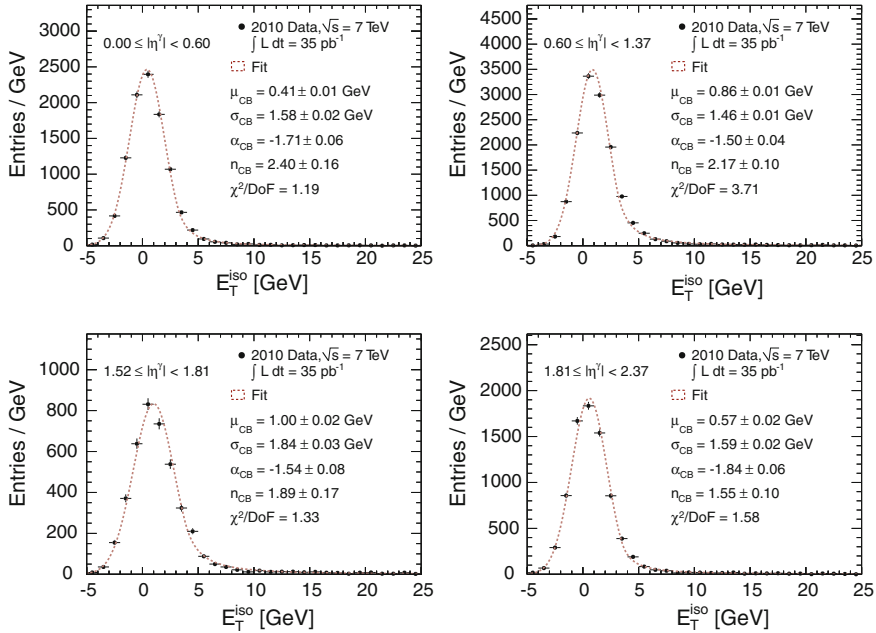 Entries / GeV
3000
2500
2000
1500
1000
500
0
0.00 ≤ |η^γ| < 0.60
2010 Data, √s = 7 TeV
∫ L dt = 35 pb⁻¹
Fit
μ_CB = 0.41 ± 0.01 GeV
σ_CB = 1.58 ± 0.02 GeV
α_CB = -1.71 ± 0.06
n_CB = 2.40 ± 0.16
χ²/DoF = 1.19
-5 0 5 10 15 20 25
E_T^iso [GeV]
Entries / GeV
4500
4000
3500
3000
2500
2000
1500
1000
500
0
0.60 ≤ |η^γ| < 1.37
2010 Data, √s = 7 TeV
∫ L dt = 35 pb⁻¹
Fit
μ_CB = 0.86 ± 0.01 GeV
σ_CB = 1.46 ± 0.01 GeV
α_CB = -1.50 ± 0.04
n_CB = 2.17 ± 0.10
χ²/DoF = 3.71
-5 0 5 10 15 20 25
E_T^iso [GeV]
Entries / GeV
1000
800
600
400
200
0
1.52 ≤ |η^γ| < 1.81
2010 Data, √s = 7 TeV
∫ L dt = 35 pb⁻¹
Fit
μ_CB = 1.00 ± 0.02 GeV
σ_CB = 1.84 ± 0.03 GeV
α_CB = -1.54 ± 0.08
n_CB = 1.89 ± 0.17
χ²/DoF = 1.33
-5 0 5 10 15 20 25
E_T^iso [GeV]
Entries / GeV
2500
2000
1500
1000
500
0
1.81 ≤ |η^γ| < 2.37
2010 Data, √s = 7 TeV
∫ L dt = 35 pb⁻¹
Fit
μ_CB = 0.57 ± 0.02 GeV
σ_CB = 1.59 ± 0.02 GeV
α_CB = -1.84 ± 0.06
n_CB = 1.55 ± 0.10
χ²/DoF = 1.58
-5 0 5 10 15 20 25
E_T^iso [GeV]